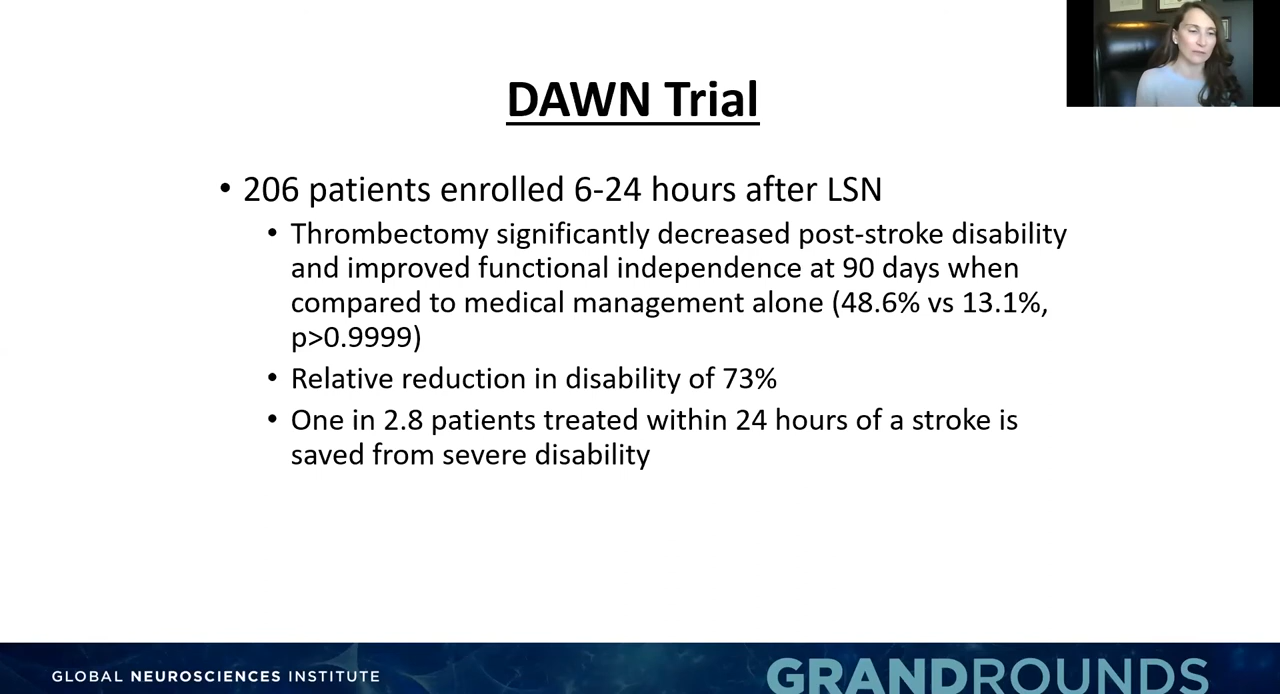 DAWN Trial
• 206 patients enrolled 6-24 hours after LSN
• Thrombectomy significantly decreased post-stroke disability
and improved functional independence at 90 days when
compared to medical management alone (48.6% vs 13.1%,
p>0.9999)
• Relative reduction in disability of 73%
• One in 2.8 patients treated within 24 hours of a stroke is
saved from severe disability
GLOBAL NEUROSCIENCES INSTITUTE
GRANDROUNDS